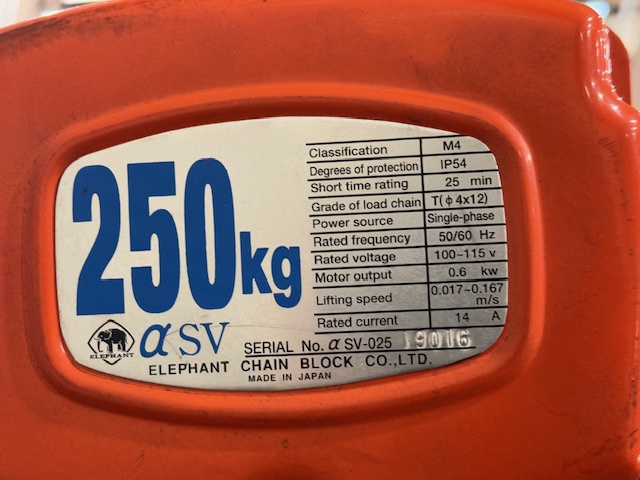 250kg
Classification M4
Degrees of protection IP54
Short time rating 25 min
Grade of load chain T(ϕ4x12)
Power source Single-phase
Rated frequency 50/60 Hz
Rated voltage 100~115 v
Motor output 0.6 kw
Lifting speed 0.017~0.167 m/s
Rated current 14 A
ELEPHANT
α SV
SERIAL No. α SV-025 19016
ELEPHANT CHAIN BLOCK CO.,LTD.
MADE IN JAPAN